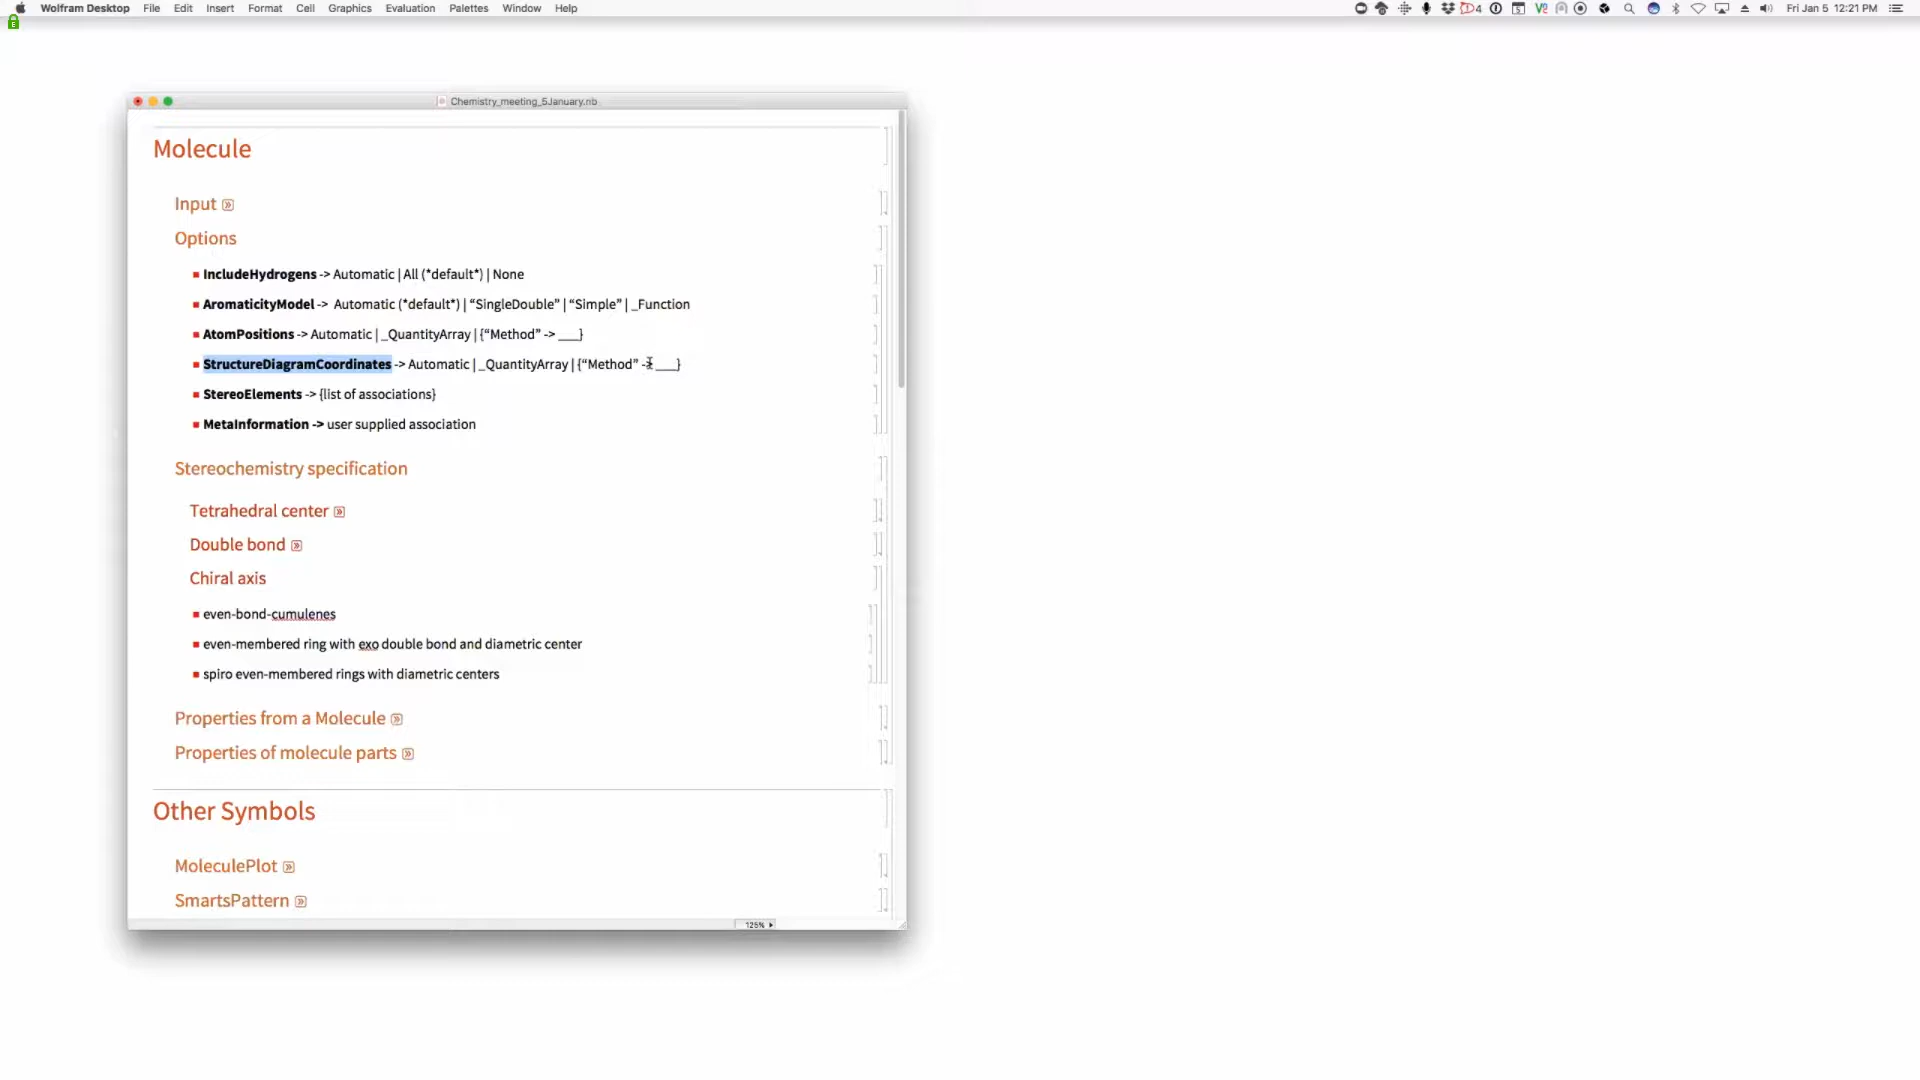 Wolfram Desktop File Edit Insert Format Cell Graphics Evaluation Palettes Window Help
4 Fri Jan 5 12:21 PM
Chemistry_meeting_5January.nb
Molecule
Input
Options
IncludeHydrogens -> Automatic | All (*default*) | None
AromaticityModel -> Automatic (*default*) | “SingleDouble” | “Simple” | _Function
AtomPositions -> Automatic | _QuantityArray | {“Method” -> ___}
StructureDiagramCoordinates -> Automatic | _QuantityArray | {“Method” -> ___}
StereoElements -> {list of associations}
MetaInformation -> user supplied association
Stereochemistry specification
Tetrahedral center
Double bond
Chiral axis
even-bond-cumulenes
even-membered ring with exo double bond and diametric center
spiro even-membered rings with diametric centers
Properties from a Molecule
Properties of molecule parts
Other Symbols
MoleculePlot
SmartsPattern
125%